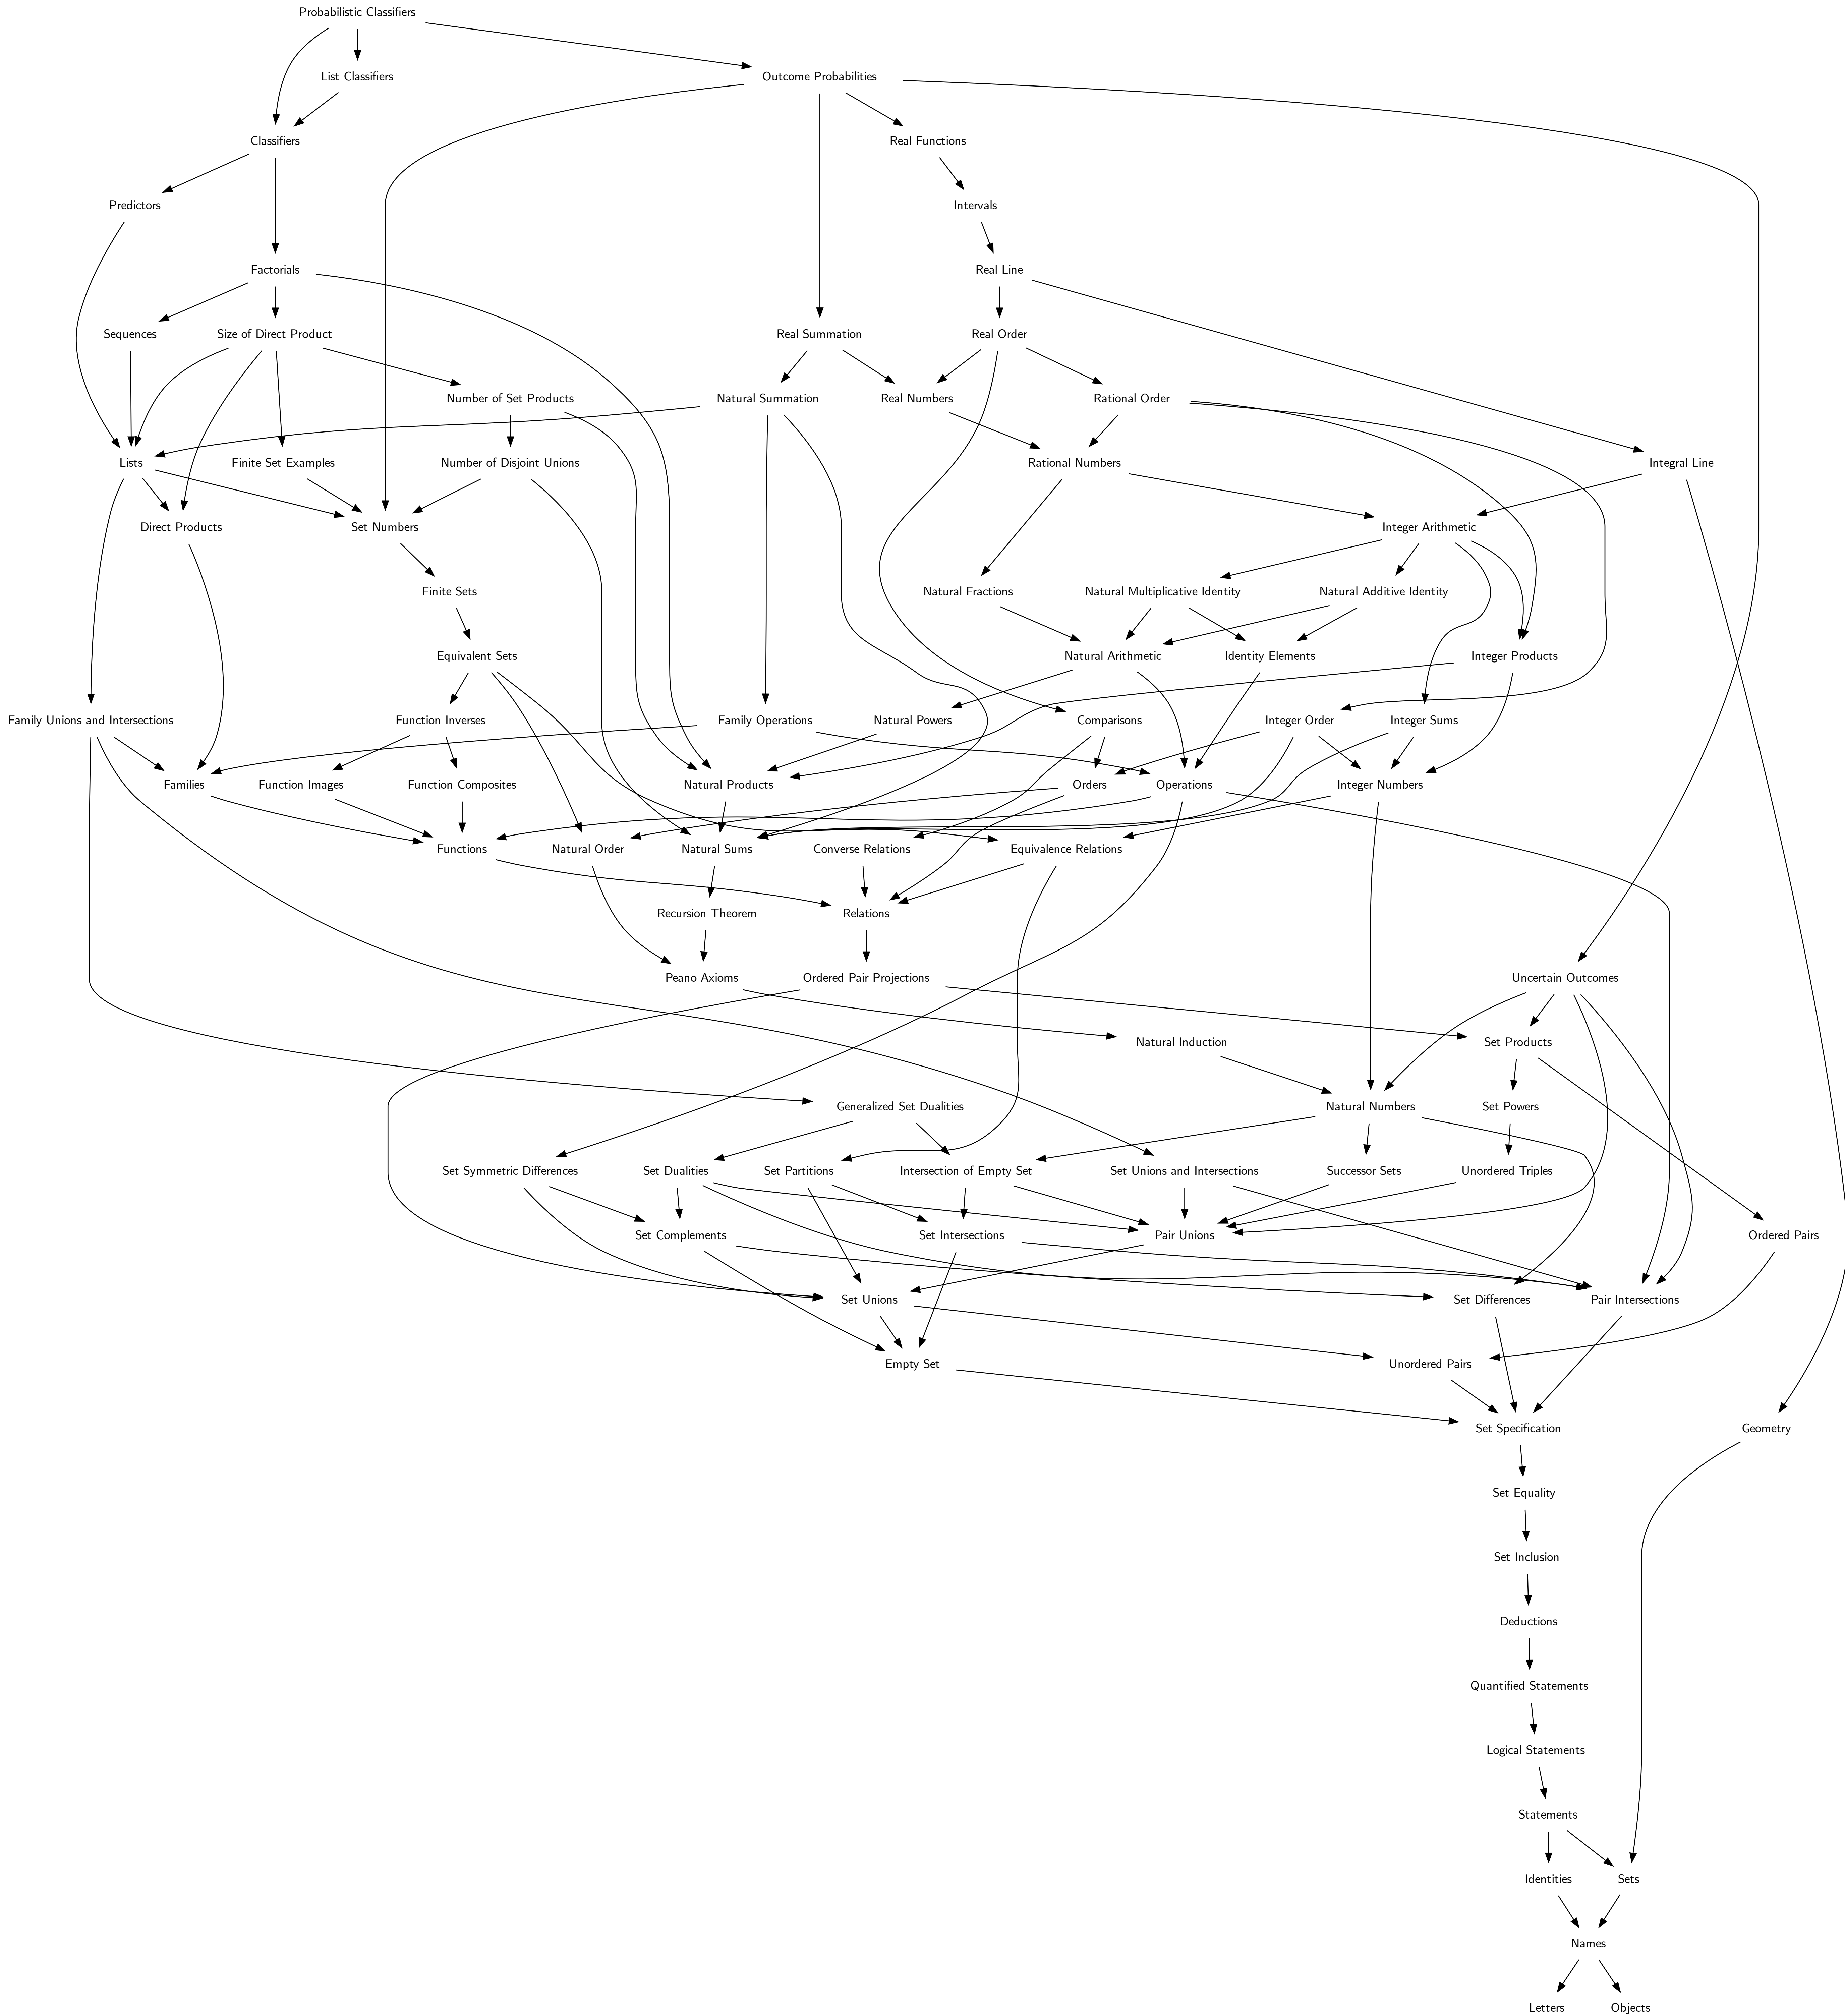 Probabilistic Classifiers
List Classifiers
Outcome Probabilities
Classifiers
Real Functions
Predictors
Intervals
Factorials
Real Line
Sequences
Size of Direct Product
Real Summation
Real Order
Number of Set Products
Natural Summation
Real Numbers
Rational Order
Lists
Finite Set Examples
Number of Disjoint Unions
Rational Numbers
Integral Line
Direct Products
Set Numbers
Integer Arithmetic
Finite Sets
Natural Fractions
Natural Multiplicative Identity
Natural Additive Identity
Equivalent Sets
Natural Arithmetic
Identity Elements
Integer Products
Family Unions and Intersections
Function Inverses
Family Operations
Natural Powers
Comparisons
Integer Order
Integer Sums
Families
Function Images
Function Composites
Natural Products
Orders
Operations
Integer Numbers
Functions
Natural Order
Natural Sums
Converse Relations
Equivalence Relations
Recursion Theorem
Relations
Peano Axioms
Ordered Pair Projections
Uncertain Outcomes
Natural Induction
Set Products
Generalized Set Dualities
Natural Numbers
Set Powers
Set Symmetric Differences
Set Dualities
Set Partitions
Intersection of Empty Set
Set Unions and Intersections
Successor Sets
Unordered Triples
Set Complements
Set Intersections
Pair Unions
Ordered Pairs
Set Unions
Set Differences
Pair Intersections
Empty Set
Unordered Pairs
Set Specification
Geometry
Set Equality
Set Inclusion
Deductions
Quantified Statements
Logical Statements
Statements
Identities
Sets
Names
Letters
Objects